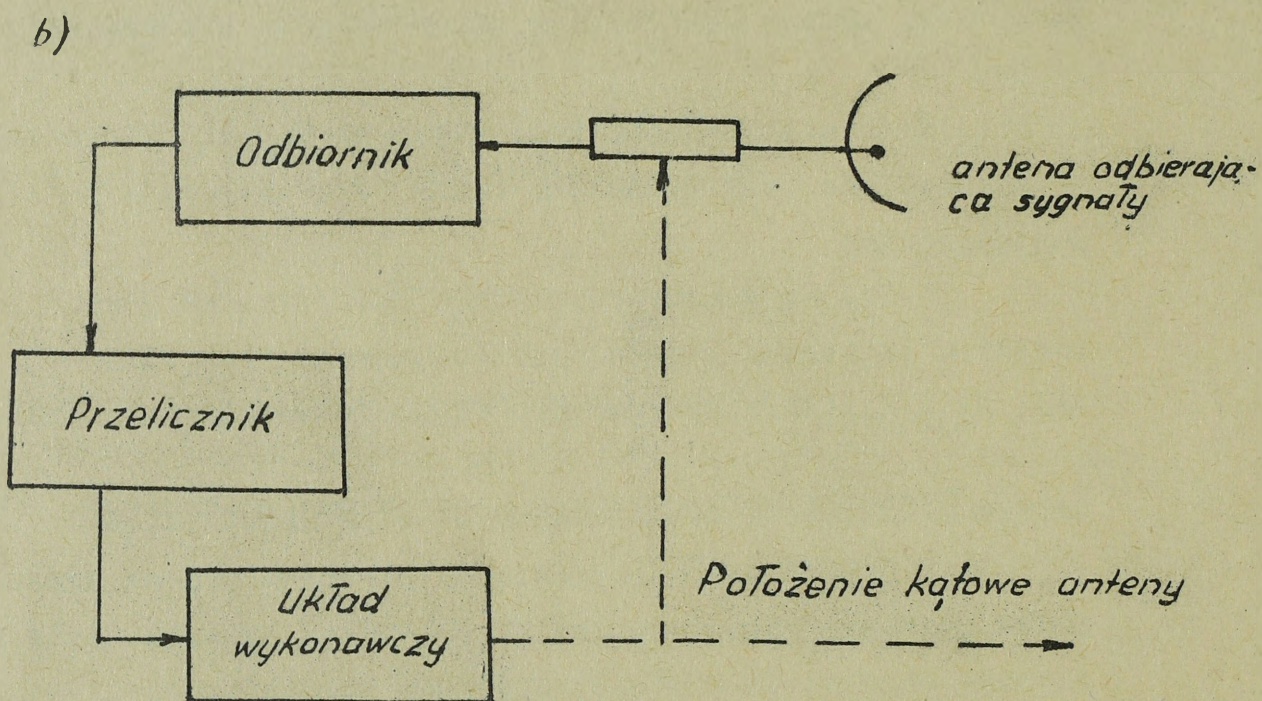 b)
Odbiornik
antena odbierają-
ca sygnały
Przelicznik
Położenie kątowe anteny
Układ
wykonawczy